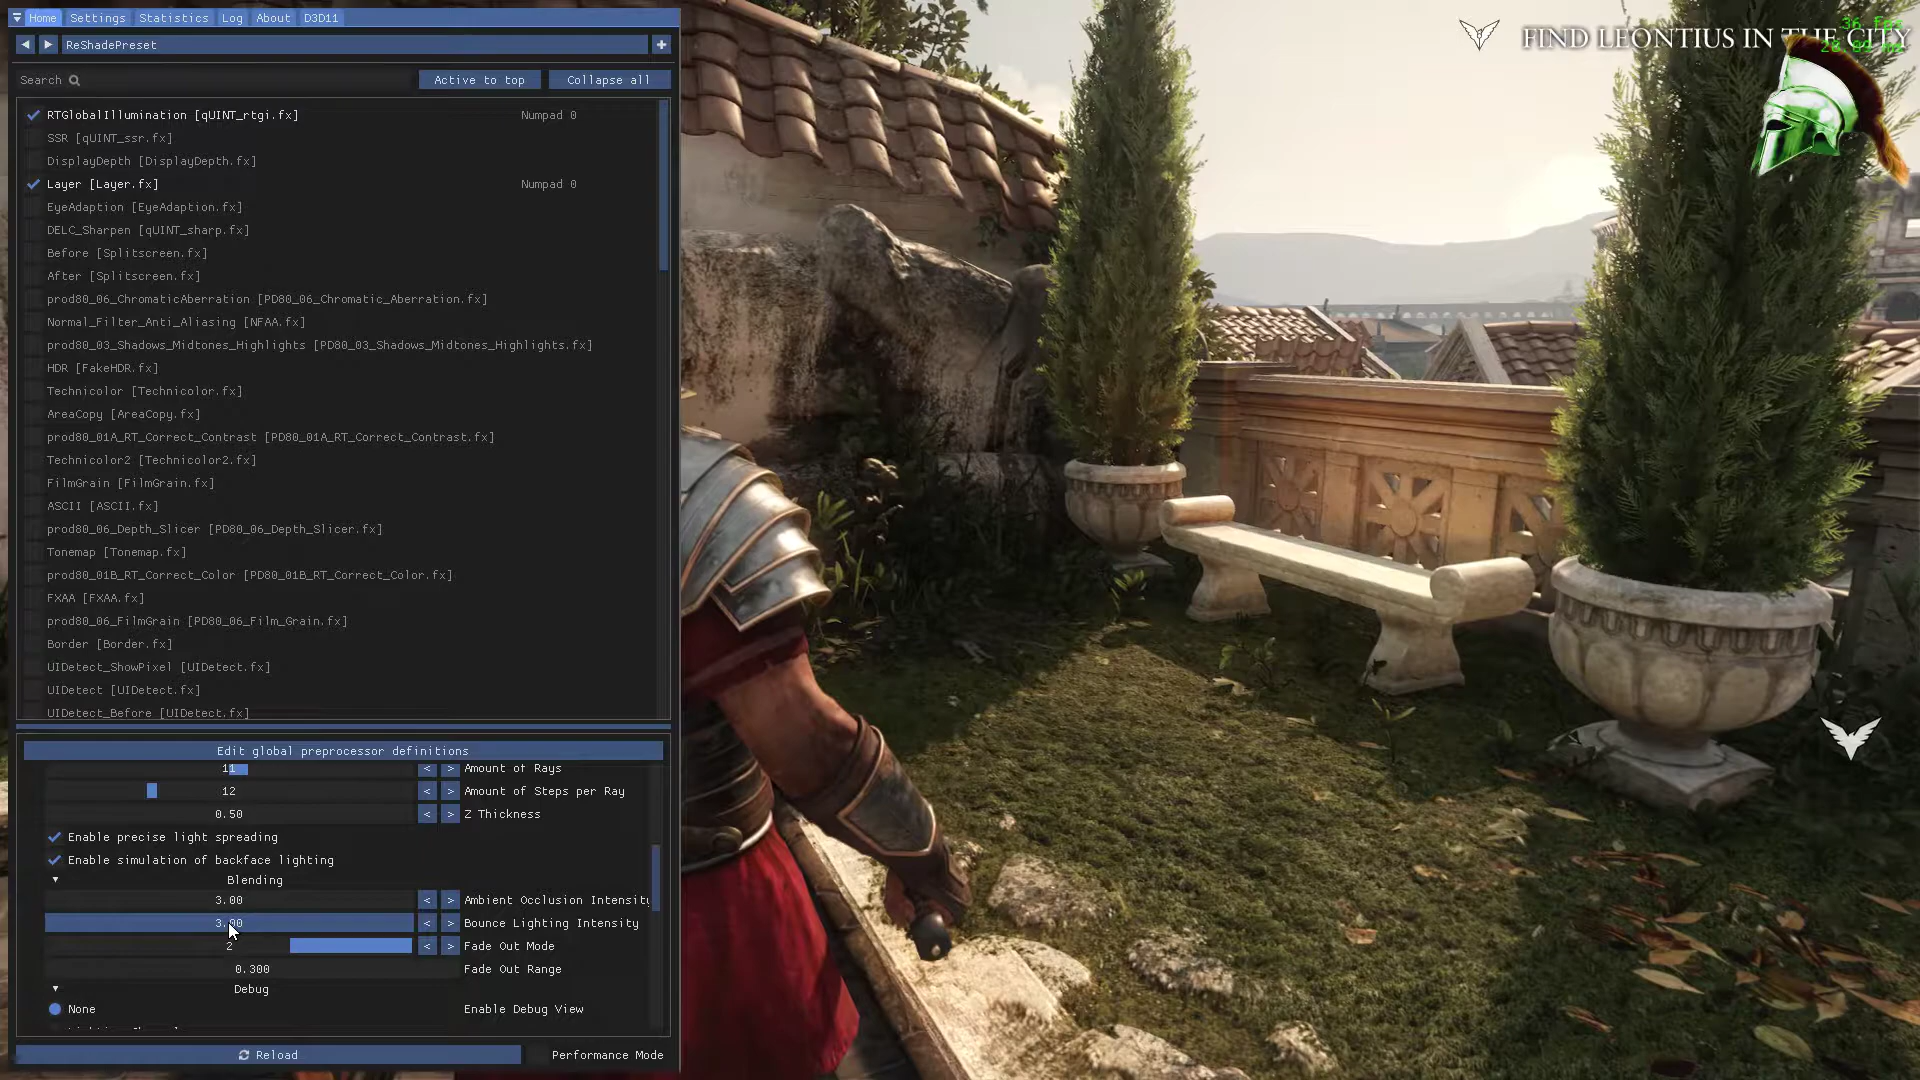 Home Settings Statistics Log About D3D11
ReShadePreset
FIND LEONTIUS IN THE CITY
36 fps
Search Active to top Collapse all
RTGlobalIllumination [qUINT_rtgi.fx] Numpad 0
SSR [qUINT_ssr.fx]
DisplayDepth [DisplayDepth.fx]
Layer [Layer.fx] Numpad 0
EyeAdaption [EyeAdaption.fx]
DELC_Sharpen [qUINT_sharp.fx]
Before [Splitscreen.fx]
After [Splitscreen.fx]
prod80_06_ChromaticAberration [PD80_06_Chromatic_Aberration.fx]
Normal_Filter_Anti_Aliasing [NFAA.fx]
prod80_03_Shadows_Midtones_Highlights [PD80_03_Shadows_Midtones_Highlights.fx]
HDR [FakeHDR.fx]
Technicolor [Technicolor.fx]
AreaCopy [AreaCopy.fx]
prod80_01A_RT_Correct_Contrast [PD80_01A_RT_Correct_Contrast.fx]
Technicolor2 [Technicolor2.fx]
FilmGrain [FilmGrain.fx]
ASCII [ASCII.fx]
prod80_06_Depth_Slicer [PD80_06_Depth_Slicer.fx]
Tonemap [Tonemap.fx]
prod80_01B_RT_Correct_Color [PD80_01B_RT_Correct_Color.fx]
FXAA [FXAA.fx]
prod80_06_FilmGrain [PD80_06_Film_Grain.fx]
Border [Border.fx]
UIDetect_ShowPixel [UIDetect.fx]
UIDetect [UIDetect.fx]
UIDetect_Before [UIDetect.fx]
Edit global preprocessor definitions
11 < > Amount of Rays
12 < > Amount of Steps per Ray
0.50 < > Z Thickness
Enable precise light spreading
Enable simulation of backface lighting
Blending
3.00 < > Ambient Occlusion Intensity
3.00 < > Bounce Lighting Intensity
2 < > Fade Out Mode
0.300 Fade Out Range
Debug
None Enable Debug View
Reload Performance Mode